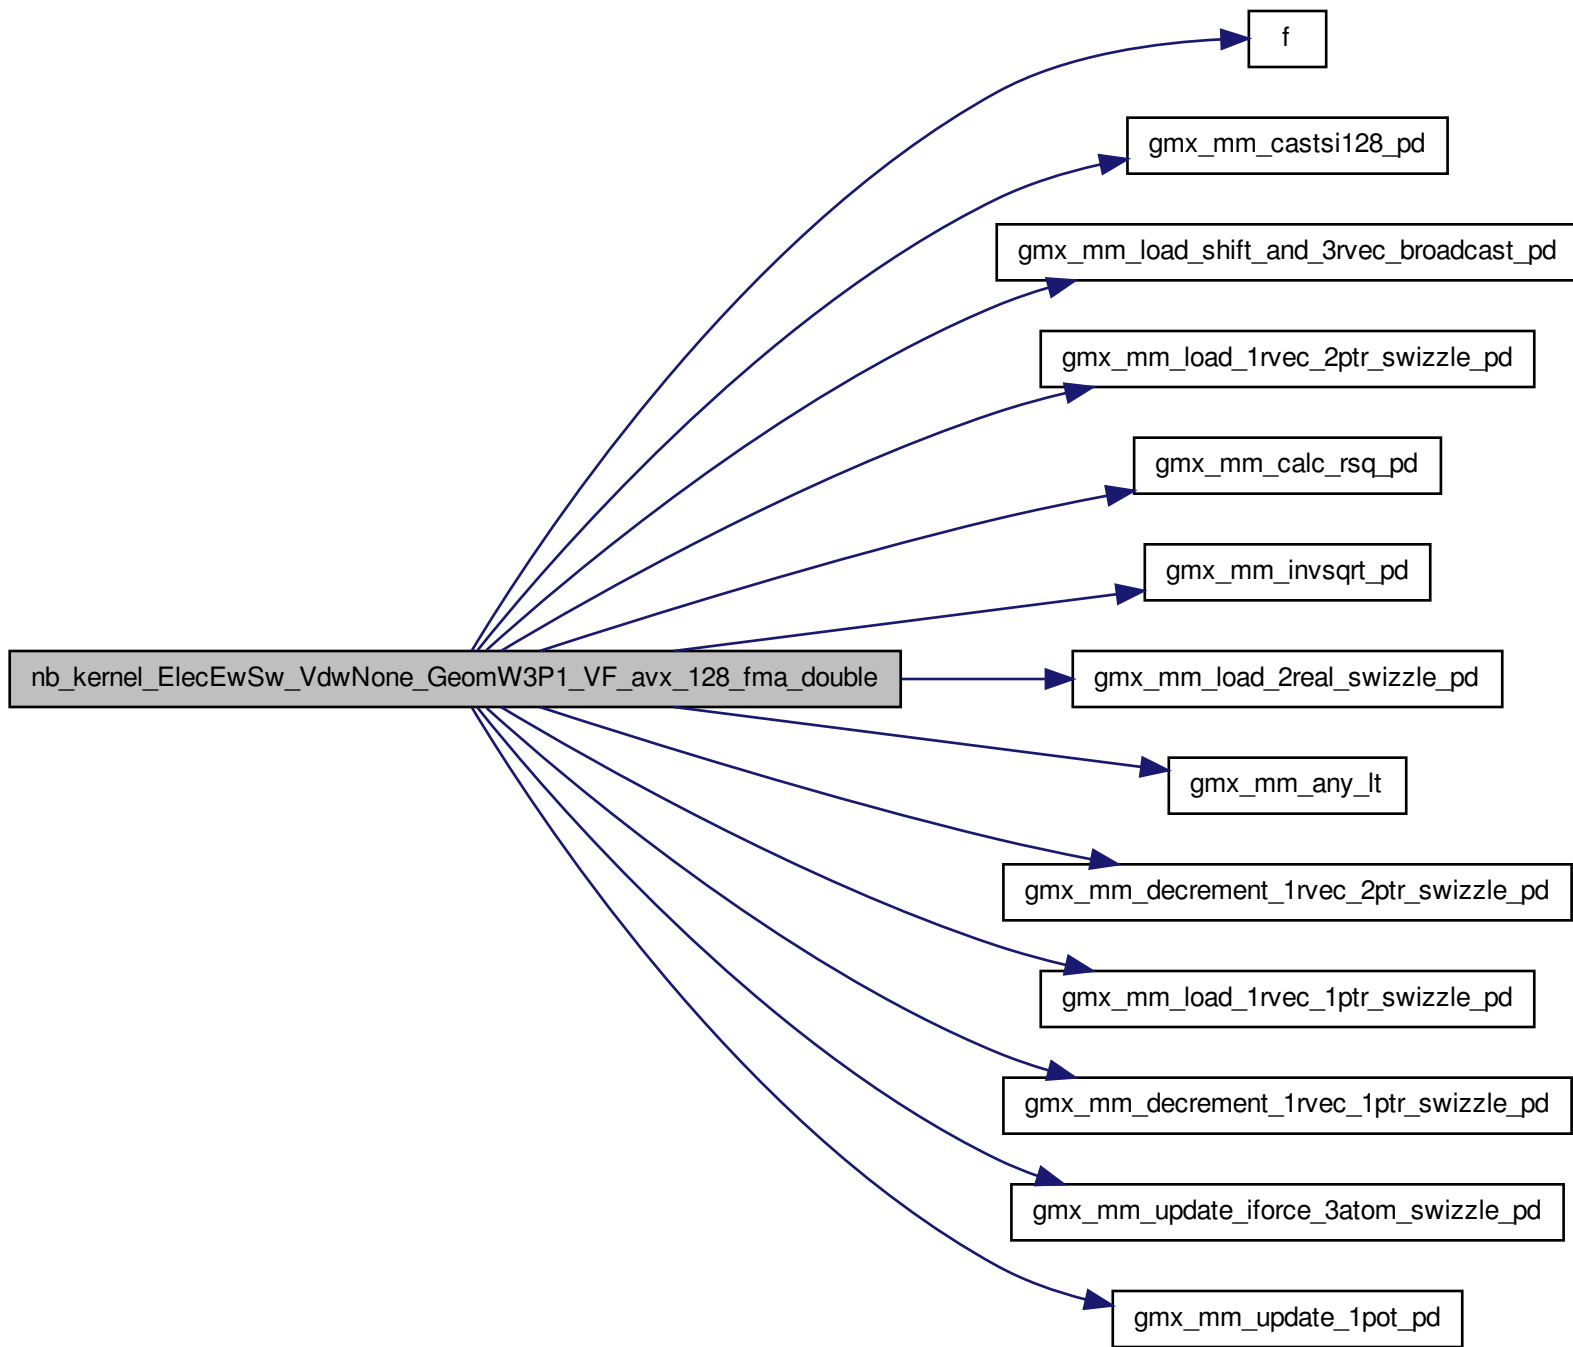 f
gmx_mm_castsi128_pd
gmx_mm_load_shift_and_3rvec_broadcast_pd
gmx_mm_load_1rvec_2ptr_swizzle_pd
gmx_mm_calc_rsq_pd
gmx_mm_invsqrt_pd
nb_kernel_ElecEwSw_VdwNone_GeomW3P1_VF_avx_128_fma_double
gmx_mm_load_2real_swizzle_pd
gmx_mm_any_lt
gmx_mm_decrement_1rvec_2ptr_swizzle_pd
gmx_mm_load_1rvec_1ptr_swizzle_pd
gmx_mm_decrement_1rvec_1ptr_swizzle_pd
gmx_mm_update_iforce_3atom_swizzle_pd
gmx_mm_update_1pot_pd